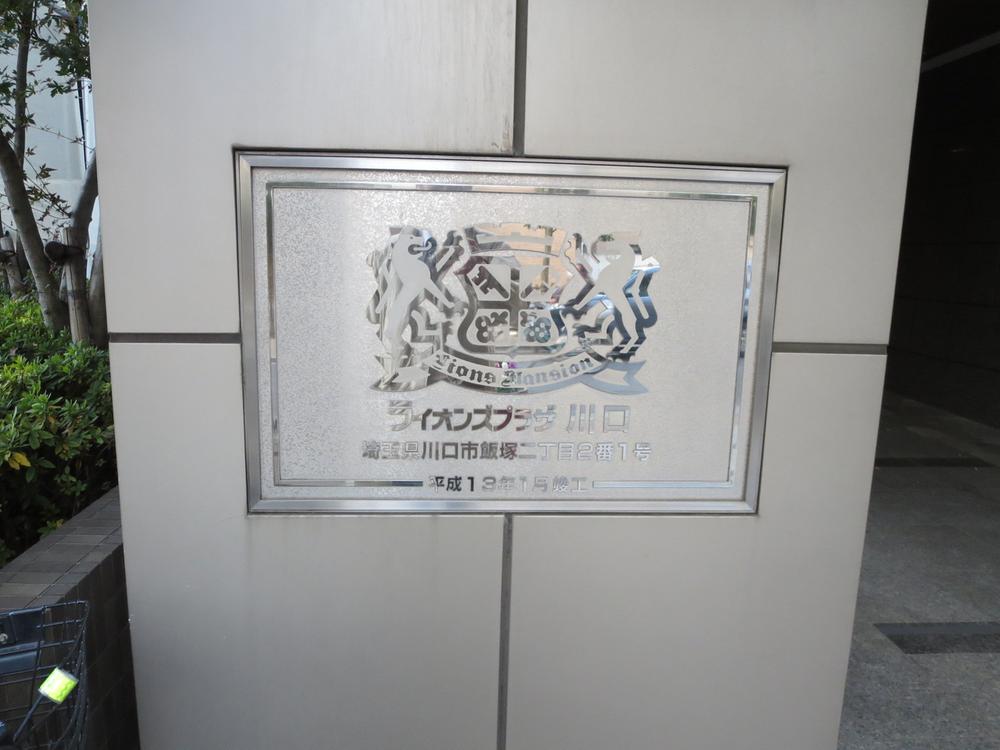 Lions Mansion
ライオンズプラザ 川口
埼玉県川口市飯塚二丁目2番1号
平成13年1月竣工